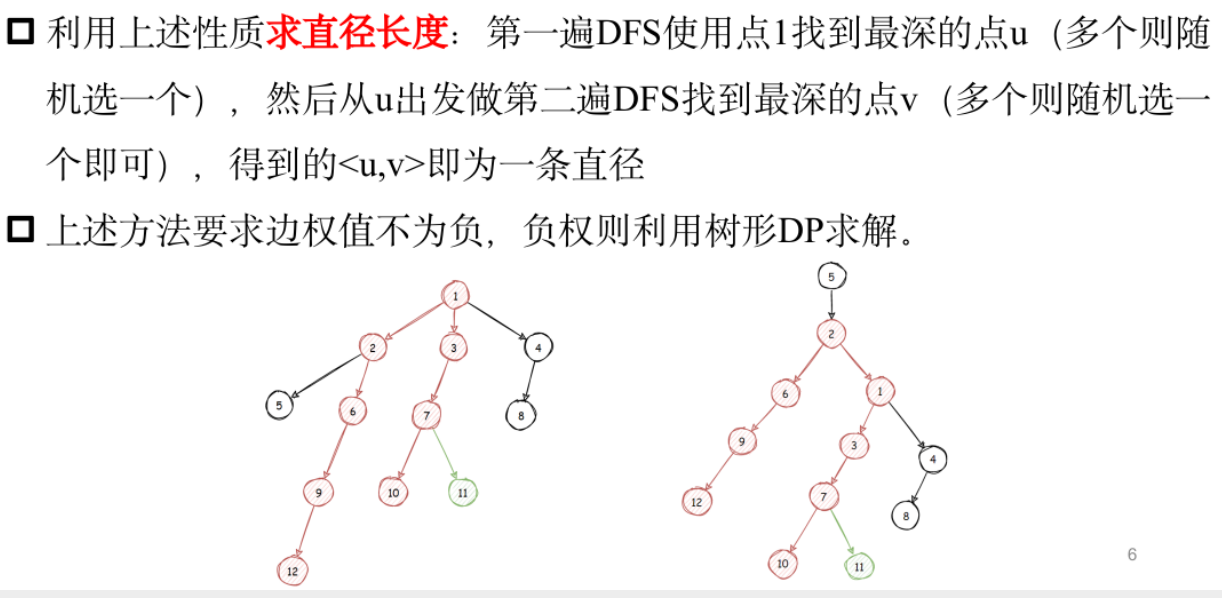 利用上述性质求直径长度：第一遍DFS使用点1找到最深的点u（多个则随
机选一个），然后从u出发做第二遍DFS找到最深的点v（多个则随机选一
个即可），得到的<u,v>即为一条直径
上述方法要求边权值不为负，负权则利用树形DP求解。
1
2 3 4
5 6 7 8
9 10 11
12
5
2
6 1
9 3 4
12 7 8
10 11
6